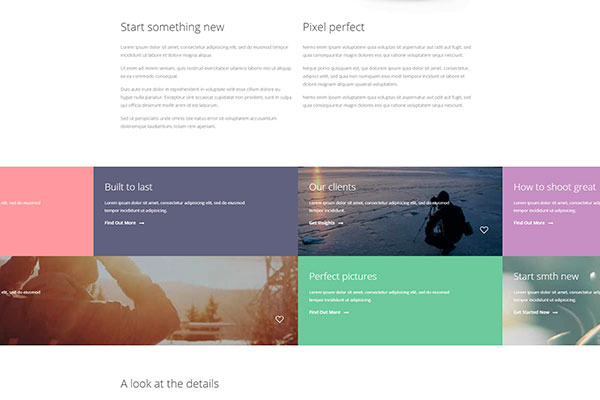 Start something new
Lorem ipsum dolor sit amet, consectetur adipiscing elit, sed do eiusmod tempor
incididunt ut labore et dolore magna aliqua.
Ut enim ad minim veniam, quis nostrud exercitation ullamco laboris nisi ut aliquip
ex ea commodo consequat.
Duis aute irure dolor in reprehenderit in voluptate velit esse cillum dolore eu
fugiat nulla pariatur. Excepteur sint occaecat cupidatat non proident, sunt in culpa
qui officia deserunt mollit anim id est laborum.
Sed ut perspiciatis unde omnis iste natus error sit voluptatem accusantium
doloremque laudantium, totam rem aperiam.
Pixel perfect
Nemo enim ipsam voluptatem quia voluptas sit aspernatur aut odit aut fugit, sed
quia consequuntur magni dolores eos qui ratione voluptatem sequi nesciunt.
Neque porro quisquam est, qui dolorem ipsum quia dolor sit amet, consectetur,
adipisci velit, sed quia non numquam eius modi tempora incidunt ut labore et dolore
magnam aliquam quaerat voluptatem.
Nemo enim ipsam voluptatem quia voluptas sit aspernatur aut odit aut fugit, sed
quia consequuntur magni dolores eos qui ratione voluptatem sequi nesciunt.
elit, sed do eiusmod
Built to last
Lorem ipsum dolor sit amet, consectetur adipiscing elit, sed do eiusmod
tempor incididunt ut adipiscing.
Find Out More →
Our clients
Lorem ipsum dolor sit amet, consectetur adipiscing elit, sed do eiusmod
tempor incididunt ut adipiscing.
Get Insights →
How to shoot great
Lorem ipsum dolor sit amet, consectetur
tempor incididunt ut adipiscing.
Find Out More →
elit, sed do eiusmod
Perfect pictures
Lorem ipsum dolor sit amet, consectetur adipiscing elit, sed do eiusmod
tempor incididunt ut adipiscing.
Find Out More →
Start smth new
Lorem ipsum dolor sit amet, consectetur
tempor incididunt ut adipiscing.
Get Started Now →
A look at the details